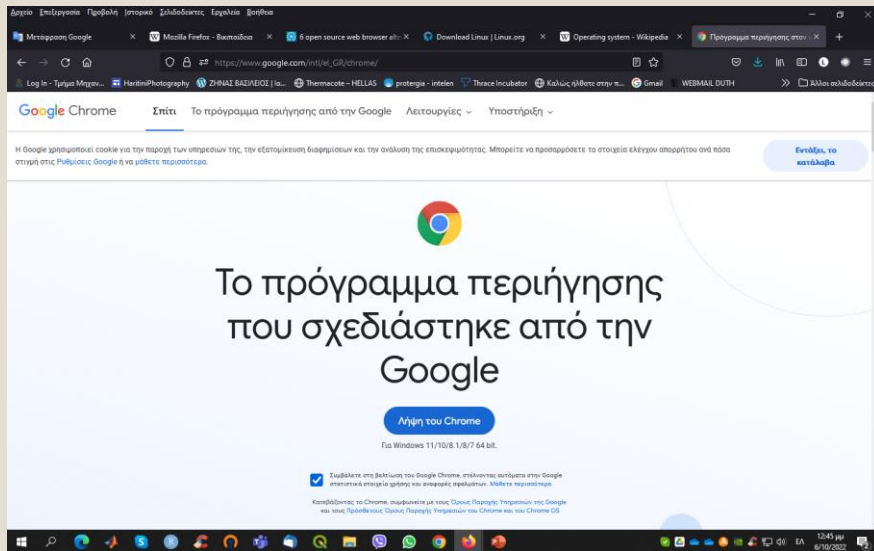 Αρχείο Επεξεργασία Προβολή Ιστορικό Σελιδοδείκτες Εργαλεία Βοήθεια
Μετάφραση Google
Mozilla Firefox - Βικιπαίδεια
6 open source web browser alt
Download Linux | Linux.org
Operating system - Wikipedia
Πρόγραμμα περιήγησης στον
https://www.google.com/intl/el_GR/chrome/
Log In - Τμήμα Μηχαν... HaritiniPhotography ΖΗΝΑΣ ΒΑΣΙΛΕΙΟΣ | Ia... Thermacote – HELLAS protergia - intelen Thrace Incubator Καλώς ήλθατε στην π... Gmail WEBMAIL DUTH Άλλοι σελιδοδείκτες
Google Chrome Σπίτι Το πρόγραμμα περιήγησης από την Google Λειτουργίες Υποστήριξη
Η Google χρησιμοποιεί cookie για την παροχή των υπηρεσιών της, την εξατομίκευση διαφημίσεων και την ανάλυση της επισκεψιμότητας. Μπορείτε να προσαρμόσετε τα στοιχεία ελέγχου απορρήτου ανά πάσα
στιγμή στις Ρυθμίσεις Google ή να μάθετε περισσότερα.
Εντάξει, το
κατάλαβα
Το πρόγραμμα περιήγησης
που σχεδιάστηκε από την
Google
Λήψη του Chrome
Για Windows 11/10/8.1/8/7 64 bit.
Συμβάλετε στη βελτίωση του Google Chrome, στέλνοντας αυτόματα στην Google
στατιστικά στοιχεία χρήσης και αναφορές σφαλμάτων. Μάθετε περισσότερα
Κατεβάζοντας το Chrome, συμφωνείτε με τους Όρους Παροχής Υπηρεσιών της Google
και τους Πρόσθετους Όρους Παροχής Υπηρεσιών του Chrome και του Chrome OS
ΕΛ
12:45 μμ
6/10/2022